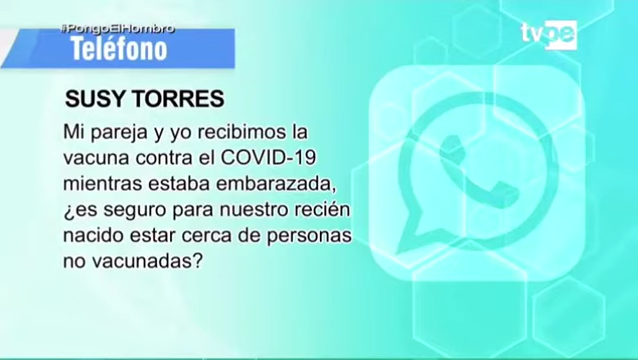 #PongoElHombro
Teléfono
tvpe
SUSY TORRES
Mi pareja y yo recibimos la
vacuna contra el COVID-19
mientras estaba embarazada,
¿es seguro para nuestro recién
nacido estar cerca de personas
no vacunadas?